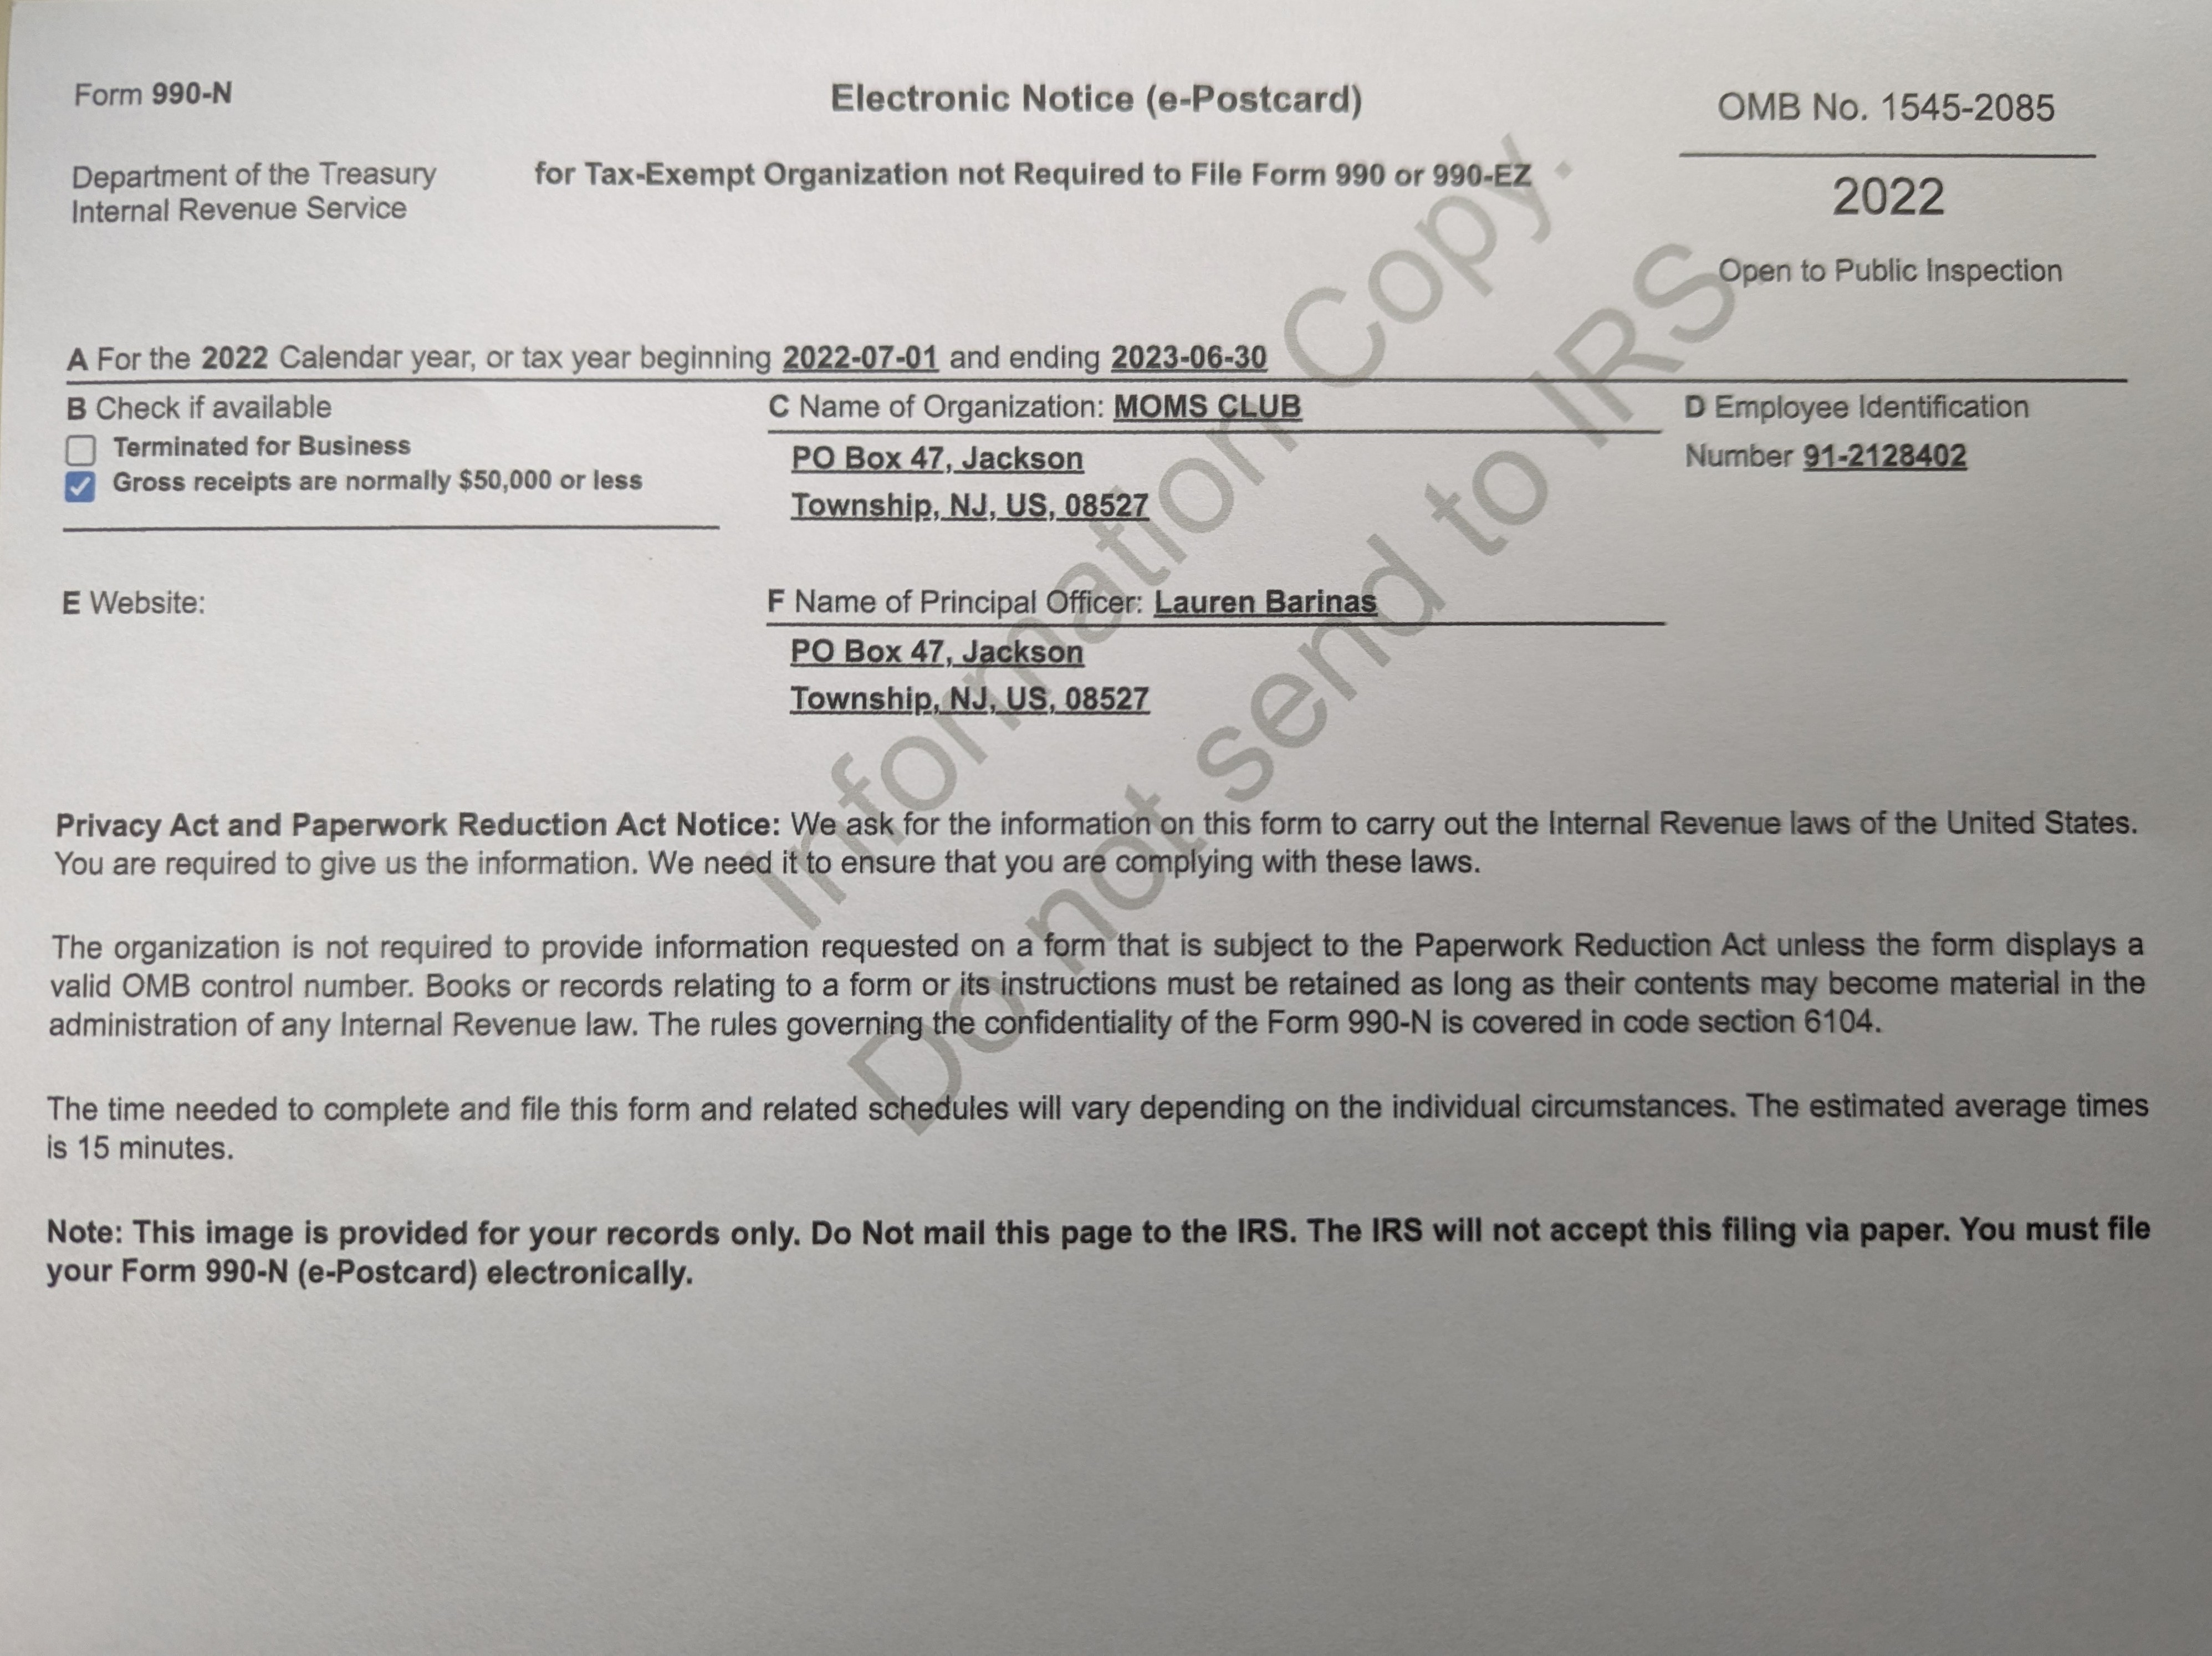 Form 990-N
Electronic Notice (e-Postcard)
OMB No. 1545-2085
Department of the Treasury
Internal Revenue Service
for Tax-Exempt Organization not Required to File Form 990 or 990-EZ
2022
Open to Public Inspection
A For the 2022 Calendar year, or tax year beginning 2022-07-01 and ending 2023-06-30
B Check if available
Terminated for Business
Gross receipts are normally $50,000 or less
C Name of Organization: MOMS CLUB
PO Box 47, Jackson
Township, NJ, US, 08527
D Employee Identification
Number 91-2128402
E Website:
F Name of Principal Officer: Lauren Barinas
PO Box 47, Jackson
Township, NJ, US, 08527
Privacy Act and Paperwork Reduction Act Notice: We ask for the information on this form to carry out the Internal Revenue laws of the United States.
You are required to give us the information. We need it to ensure that you are complying with these laws.
The organization is not required to provide information requested on a form that is subject to the Paperwork Reduction Act unless the form displays a
valid OMB control number. Books or records relating to a form or its instructions must be retained as long as their contents may become material in the
administration of any Internal Revenue law. The rules governing the confidentiality of the Form 990-N is covered in code section 6104.
The time needed to complete and file this form and related schedules will vary depending on the individual circumstances. The estimated average times
is 15 minutes.
Note: This image is provided for your records only. Do Not mail this page to the IRS. The IRS will not accept this filing via paper. You must file
your Form 990-N (e-Postcard) electronically.
Information Copy.
Do not send to IRS